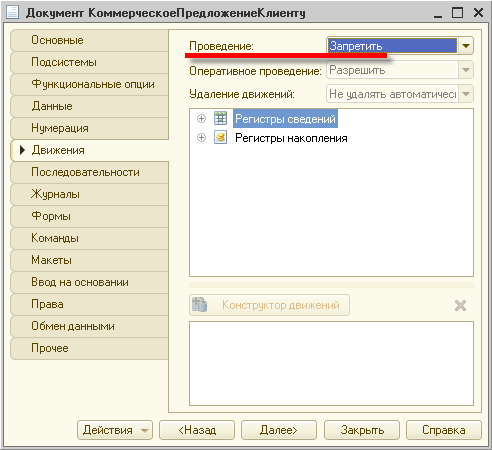 Документ КоммерческоеПредложениеКлиенту
Основные
Подсистемы
Функциональные опции
Данные
Нумерация
Движения
Последовательности
Журналы
Формы
Команды
Макеты
Ввод на основании
Права
Обмен данными
Прочее
Проведение: Запретить
Оперативное проведение: Разрешить
Удаление движений: Не удалять автоматичесі
Регистры сведений
Регистры накопления
Конструктор движений
Действия <Назад Далее> Закрыть Справка